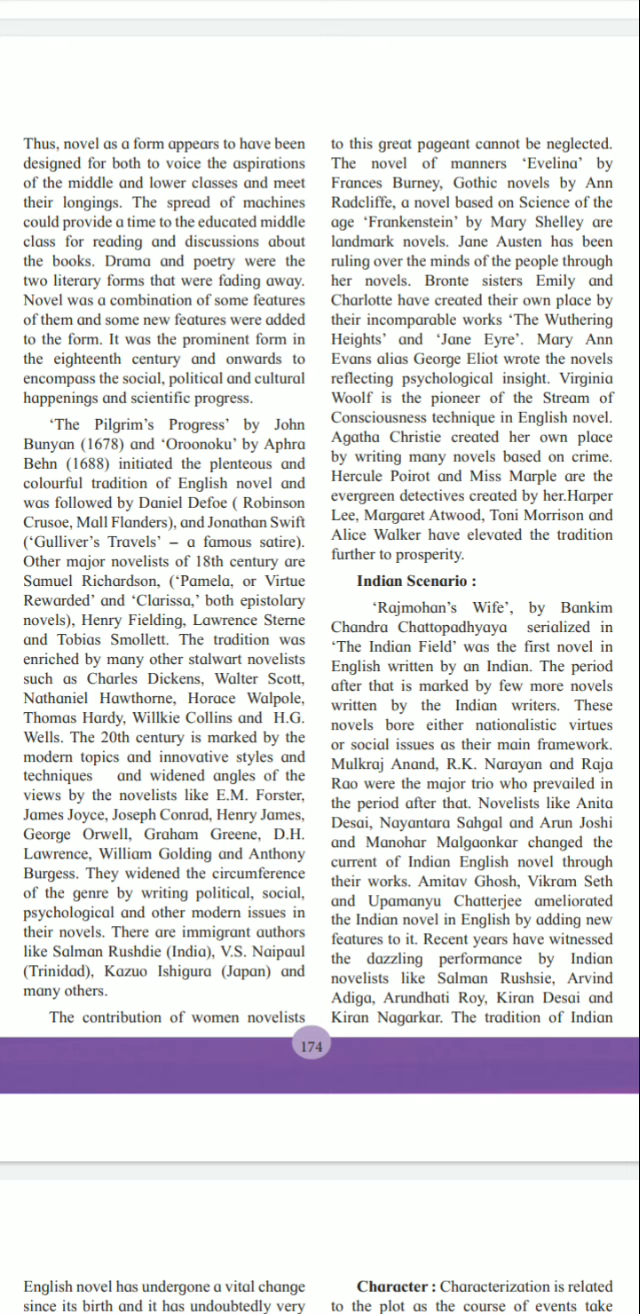 Thus, novel as a form appears to have been
designed for both to voice the aspirations
of the middle and lower classes and meet
their longings. The spread of machines
could provide a time to the educated middle
class for reading and discussions about
the books. Drama and poetry were the
two literary forms that were fading away.
Novel was a combination of some features
of them and some new features were added
to the form. It was the prominent form in
the eighteenth century and onwards to
encompass the social, political and cultural
happenings and scientific progress.
‘The Pilgrim’s Progress’ by John
Bunyan (1678) and ‘Oroonoku’ by Aphra
Behn (1688) initiated the plenteous and
colourful tradition of English novel and
was followed by Daniel Defoe ( Robinson
Crusoe, Mall Flanders), and Jonathan Swift
(‘Gulliver’s Travels’ – a famous satire).
Other major novelists of 18th century are
Samuel Richardson, (‘Pamela, or Virtue
Rewarded’ and ‘Clarissa,’ both epistolary
novels), Henry Fielding, Lawrence Sterne
and Tobias Smollett. The tradition was
enriched by many other stalwart novelists
such as Charles Dickens, Walter Scott,
Nathaniel Hawthorne, Horace Walpole,
Thomas Hardy, Willkie Collins and H.G.
Wells. The 20th century is marked by the
modern topics and innovative styles and
techniques and widened angles of the
views by the novelists like E.M. Forster,
James Joyce, Joseph Conrad, Henry James,
George Orwell, Graham Greene, D.H.
Lawrence, William Golding and Anthony
Burgess. They widened the circumference
of the genre by writing political, social,
psychological and other modern issues in
their novels. There are immigrant authors
like Salman Rushdie (India), V.S. Naipaul
(Trinidad), Kazuo Ishigura (Japan) and
many others.
The contribution of women novelists
to this great pageant cannot be neglected.
The novel of manners ‘Evelina’ by
Frances Burney, Gothic novels by Ann
Radcliffe, a novel based on Science of the
age ‘Frankenstein’ by Mary Shelley are
landmark novels. Jane Austen has been
ruling over the minds of the people through
her novels. Bronte sisters Emily and
Charlotte have created their own place by
their incomparable works ‘The Wuthering
Heights’ and ‘Jane Eyre’. Mary Ann
Evans alias George Eliot wrote the novels
reflecting psychological insight. Virginia
Woolf is the pioneer of the Stream of
Consciousness technique in English novel.
Agatha Christie created her own place
by writing many novels based on crime.
Hercule Poirot and Miss Marple are the
evergreen detectives created by her.Harper
Lee, Margaret Atwood, Toni Morrison and
Alice Walker have elevated the tradition
further to prosperity.
Indian Scenario :
‘Rajmohan’s Wife’, by Bankim
Chandra Chattopadhyaya serialized in
‘The Indian Field’ was the first novel in
English written by an Indian. The period
after that is marked by few more novels
written by the Indian writers. These
novels bore either nationalistic virtues
or social issues as their main framework.
Mulkraj Anand, R.K. Narayan and Raja
Rao were the major trio who prevailed in
the period after that. Novelists like Anita
Desai, Nayantara Sahgal and Arun Joshi
and Manohar Malgaonkar changed the
current of Indian English novel through
their works. Amitav Ghosh, Vikram Seth
and Upamanyu Chatterjee ameliorated
the Indian novel in English by adding new
features to it. Recent years have witnessed
the dazzling performance by Indian
novelists like Salman Rushsie, Arvind
Adiga, Arundhati Roy, Kiran Desai and
Kiran Nagarkar. The tradition of Indian
174
English novel has undergone a vital change
since its birth and it has undoubtedly very
Character : Characterization is related
to the plot as the course of events take